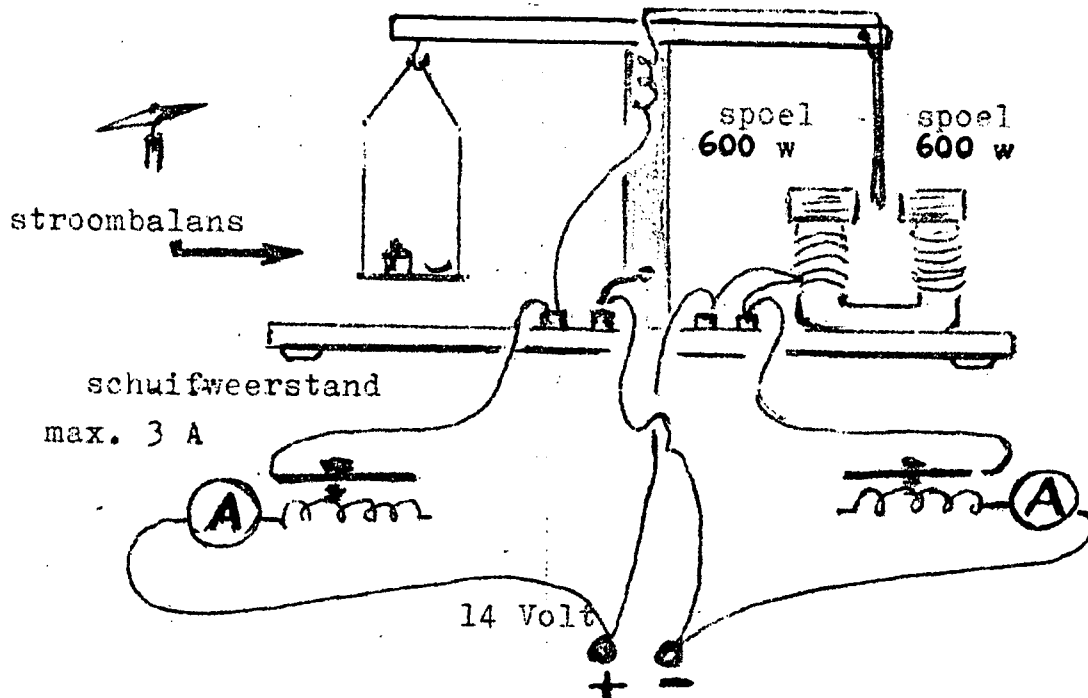 spoel spoel
600 w 600 w
stroombalans
schuifweerstand
max. 3 A
A A
14 Volt
+ -